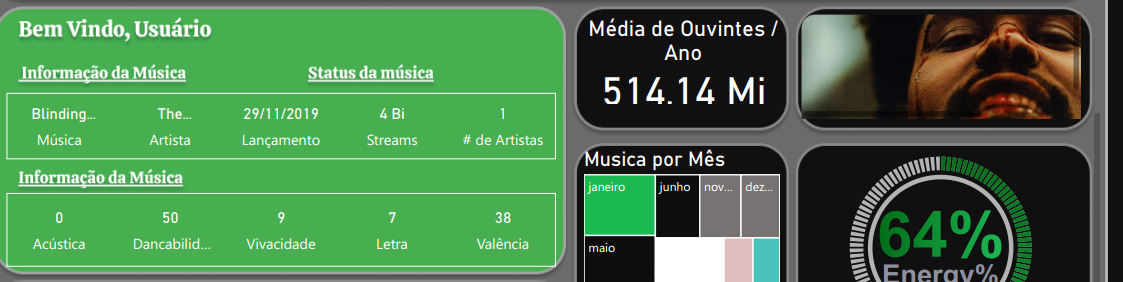 Bem Vindo, Usuário
Informação da Música
Status da música
Blinding... The... 29/11/2019 4 Bi 1
Música Artista Lançamento Streams # de Artistas
Informação da Música
0 50 9 7 38
Acústica Dancabilid... Vivacidade Letra Valência
Média de Ouvintes /
Ano
514.14 Mi
Musica por Mês
janeiro junho nov... dez...
maio
64%
Energy%